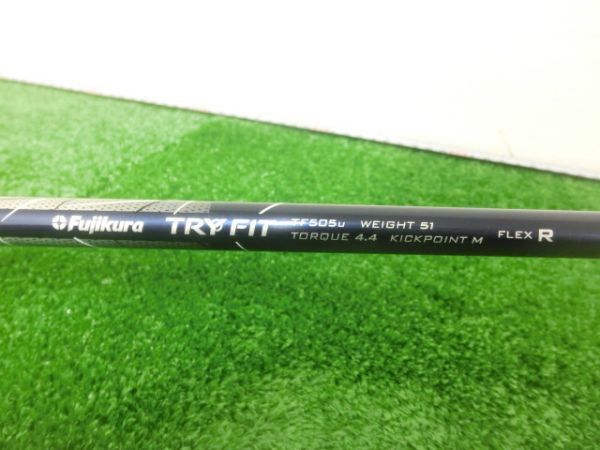 Fujikura TRY FIT TF505u WEIGHT 51
TORQUE 4.4 KICKPOINT M FLEX R